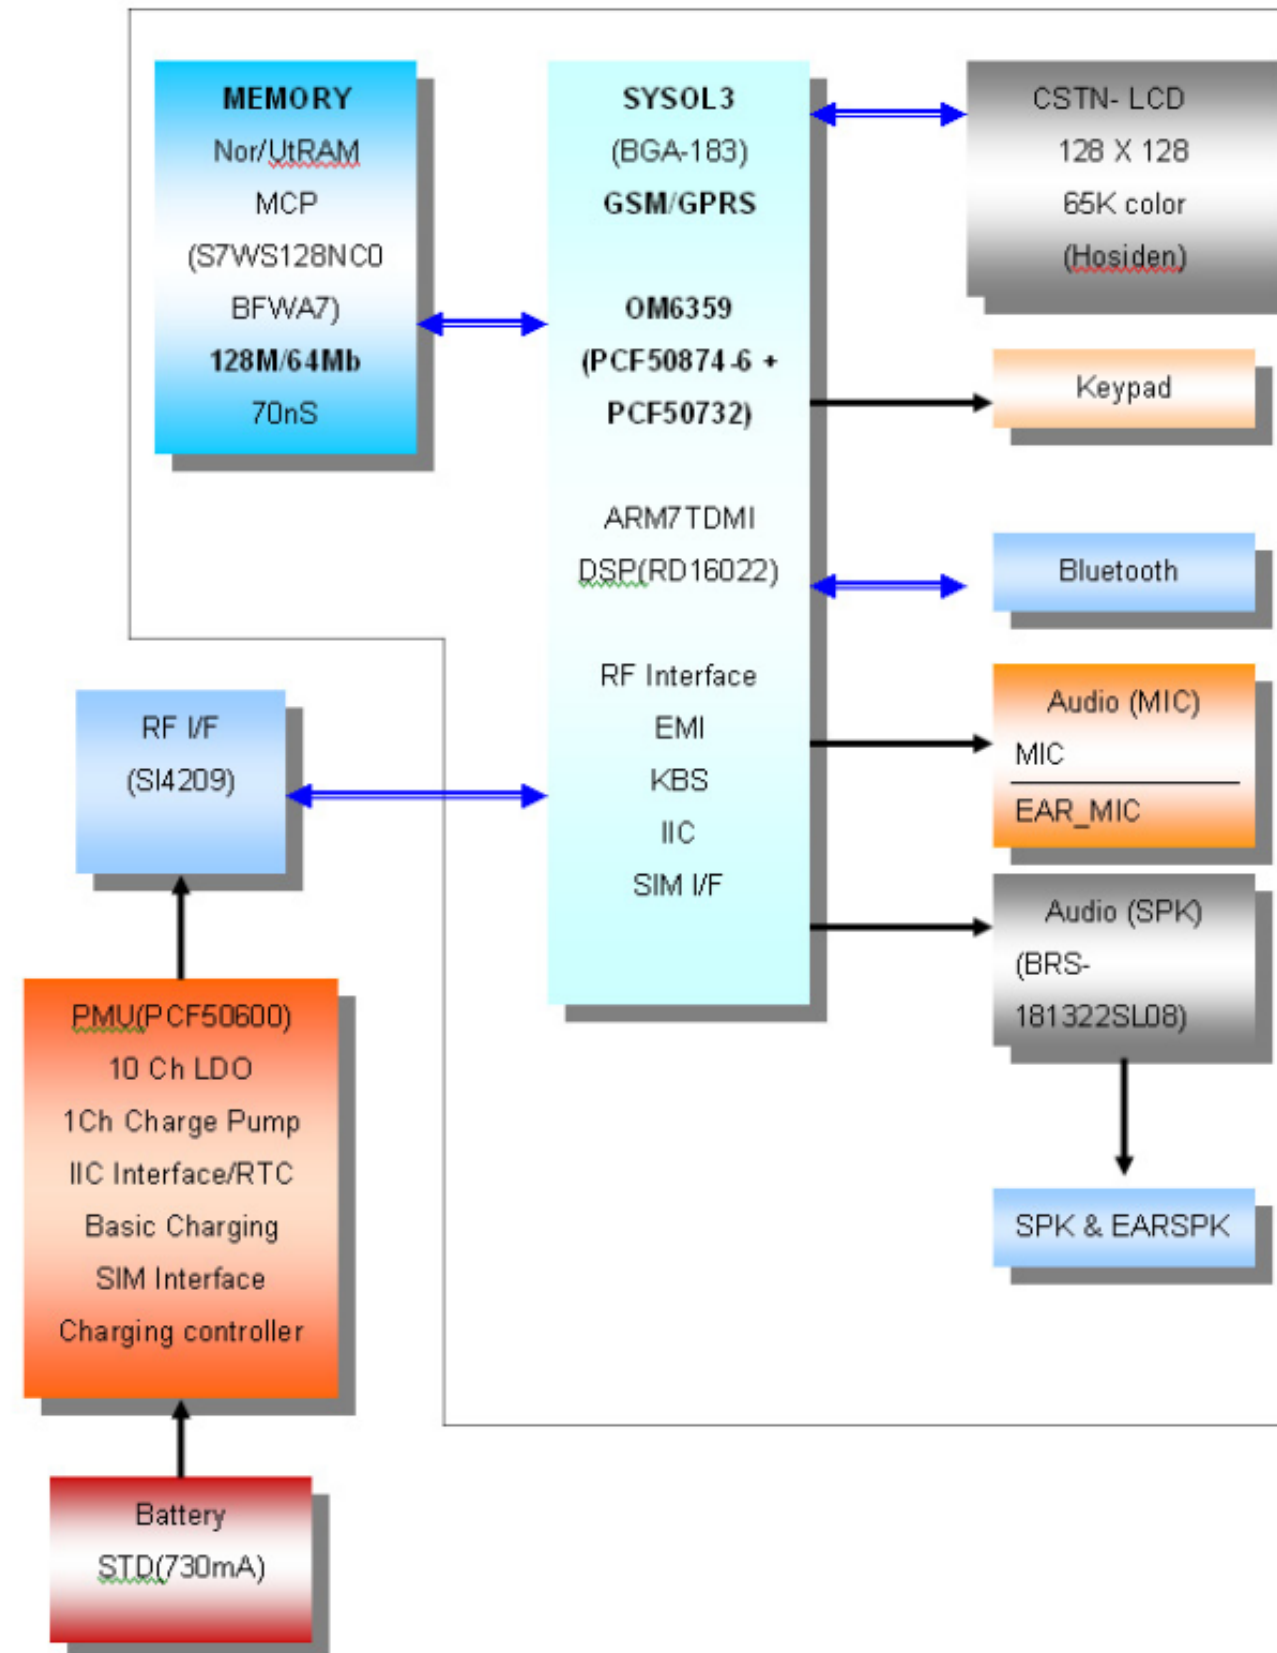 MEMORY
Nor/UtRAM
MCP
(S7WS128NC0
BFWA7)
128M/64Mb
70nS
SYSOL3
(BGA-183)
GSM/GPRS
OM6359
(PCF50874-6 +
PCF50732)
ARM7TDMI
DSP(RD16022)
RF Interface
EMI
KBS
IIC
SIM I/F
CSTN- LCD
128 X 128
65K color
(Hosiden)
Keypad
Bluetooth
Audio (MIC)
MIC
EAR_MIC
Audio (SPK)
(BRS-
181322SL08)
SPK & EARSPK
RF I/F
(SI4209)
PMU(PCF50600)
10 Ch LDO
1Ch Charge Pump
IIC Interface/RTC
Basic Charging
SIM Interface
Charging controller
Battery
STD(730mA)